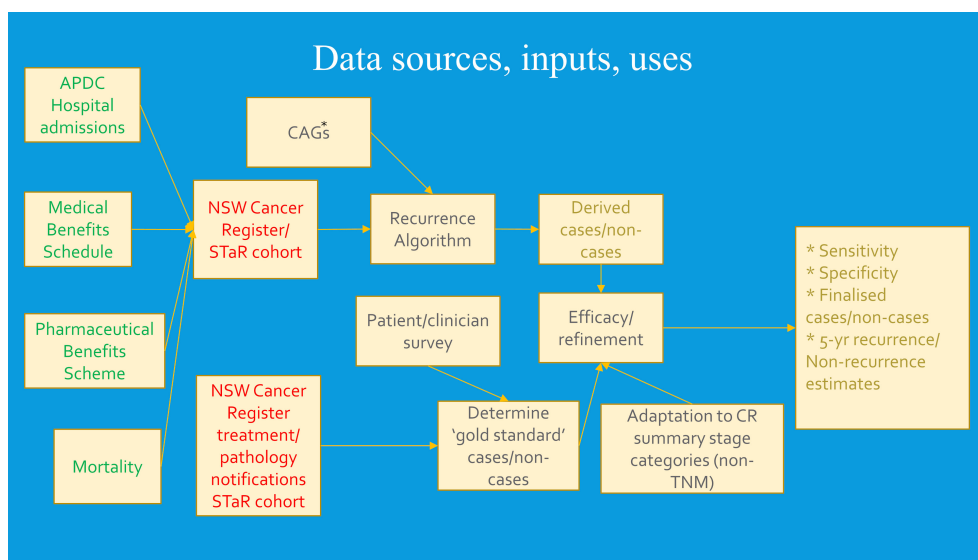 Data sources, inputs, uses
APDC
Hospital
admissions
CAGs*
Medical
Benefits
Schedule
NSW Cancer
Register/
STaR cohort
Recurrence
Algorithm
Derived
cases/non-
cases
* Sensitivity
* Specificity
* Finalised
cases/non-cases
* 5-yr recurrence/
Non-recurrence
estimates
Pharmaceutical
Benefits
Scheme
Patient/clinician
survey
Efficacy/
refinement
NSW Cancer
Register
treatment/
pathology
notifications
STaR cohort
Determine
‘gold standard’
cases/non-
cases
Adaptation to CR
summary stage
categories (non-
TNM)
Mortality